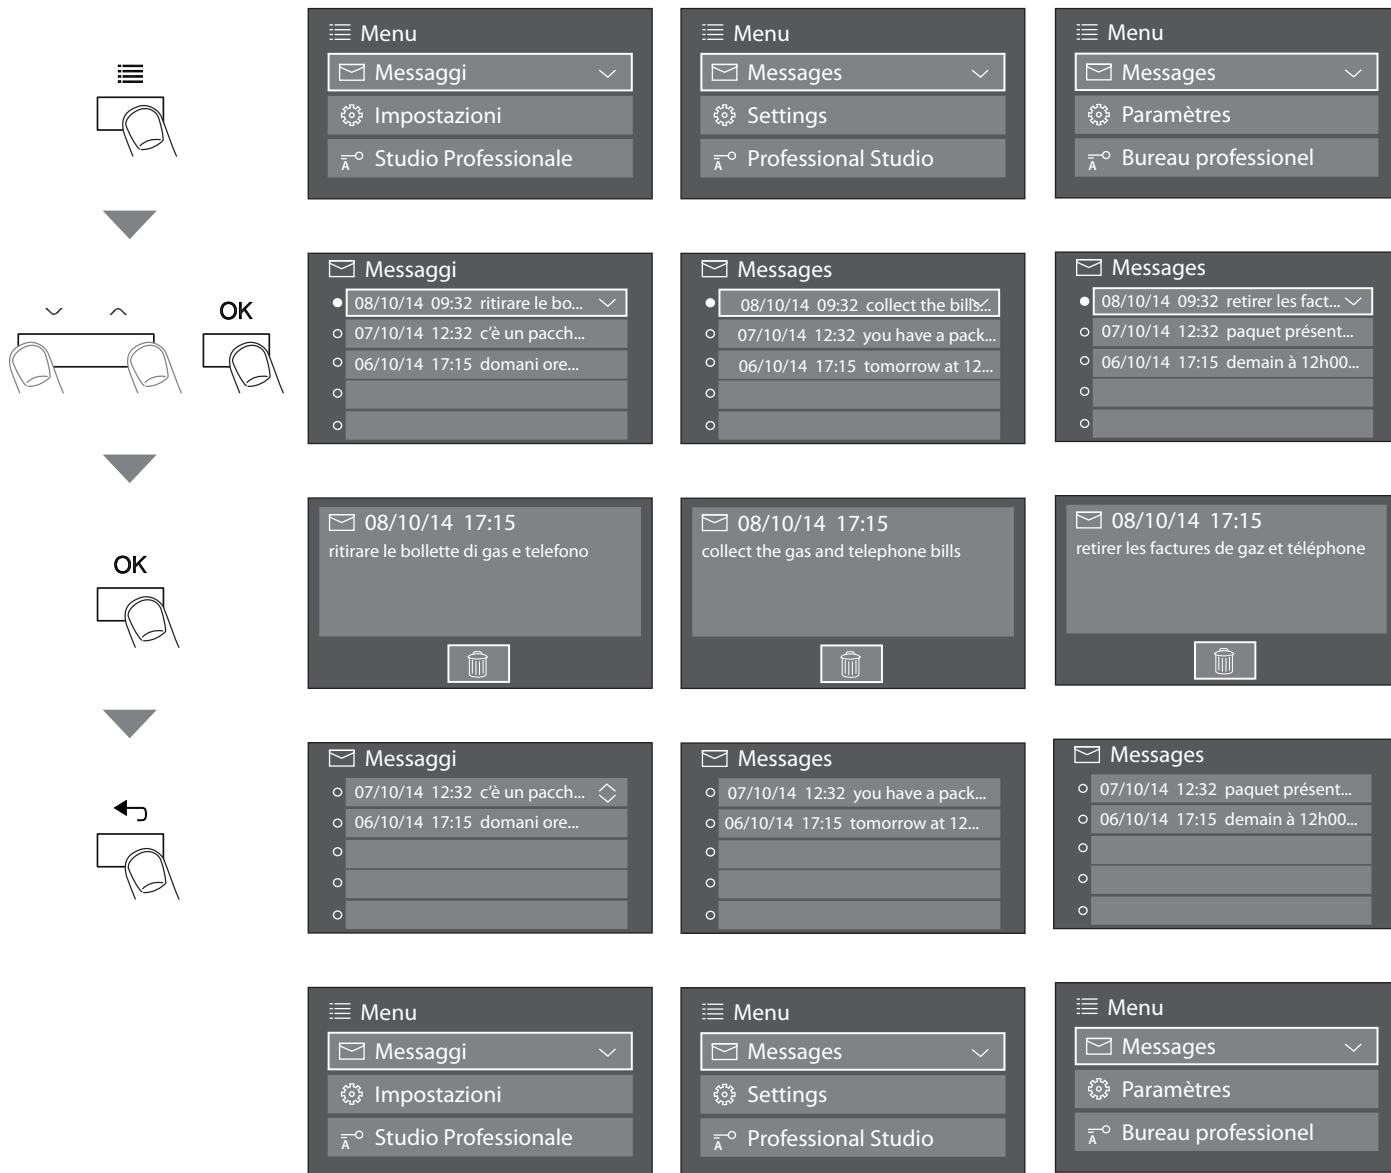 Menu
Messaggi
Impostazioni
A Studio Professionale
Menu
Messages
Settings
A Professional Studio
Menu
Messages
Paramètres
A Bureau professionel
OK
Messaggi
08/10/14 09:32 ritirare le bo...
07/10/14 12:32 c'è un pacch...
06/10/14 17:15 domani ore...
Messages
08/10/14 09:32 collect the bills...
07/10/14 12:32 you have a pack...
06/10/14 17:15 tomorrow at 12...
Messages
08/10/14 09:32 retirer les fact...
07/10/14 12:32 paquet présent...
06/10/14 17:15 demain à 12h00...
OK
08/10/14 17:15
ritirare le bollette di gas e telefono
08/10/14 17:15
collect the gas and telephone bills
08/10/14 17:15
retirer les factures de gaz et téléphone
Messaggi
07/10/14 12:32 c'è un pacch...
06/10/14 17:15 domani ore...
Messages
07/10/14 12:32 you have a pack...
06/10/14 17:15 tomorrow at 12...
Messages
07/10/14 12:32 paquet présent...
06/10/14 17:15 demain à 12h00...
Menu
Messaggi
Impostazioni
A Studio Professionale
Menu
Messages
Settings
A Professional Studio
Menu
Messages
Paramètres
A Bureau professionel